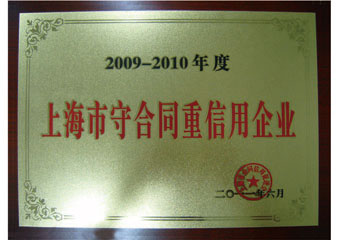 2009–2010年度
上海市守合同重信用企业
二〇一一年六月